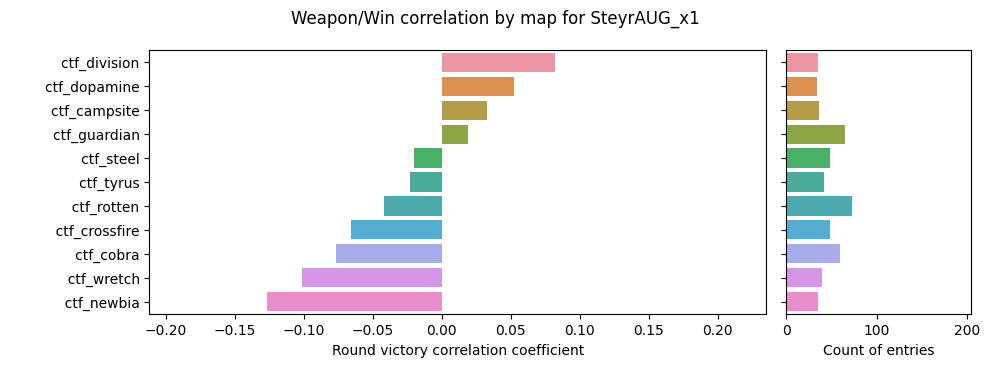 Weapon/Win correlation by map for SteyrAUG_x1
ctf_division
ctf_dopamine
ctf_campsite
ctf_guardian
ctf_steel
ctf_tyrus
ctf_rotten
ctf_crossfire
ctf_cobra
ctf_wretch
ctf_newbia
−0.20 −0.15 −0.10 −0.05 0.00 0.05 0.10 0.15 0.20
Round victory correlation coefficient
0 100 200
Count of entries